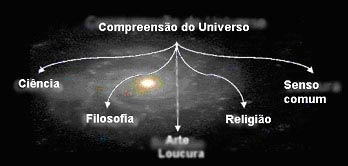 Compreensão do Universo
Ciência
Filosofia
Arte
Loucura
Religião
Senso
comum